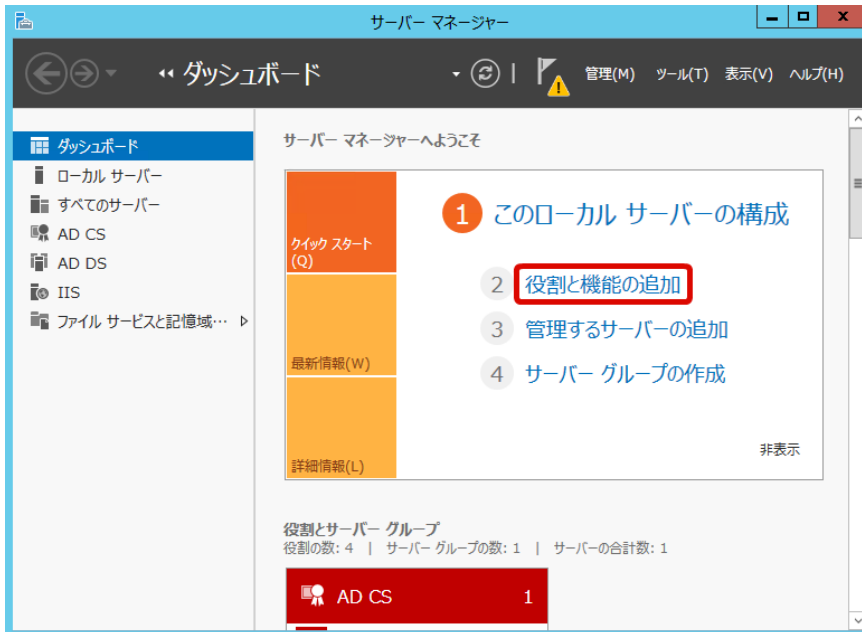 サーバー マネージャー
ダッシュボード
管理(M) ツール(T) 表示(V) ヘルプ(H)
ダッシュボード
ローカル サーバー
すべてのサーバー
AD CS
AD DS
IIS
ファイル サービスと記憶域…
サーバー マネージャーへようこそ
クイック スタート
(Q)
最新情報(W)
詳細情報(L)
1 このローカル サーバーの構成
2 役割と機能の追加
3 管理するサーバーの追加
4 サーバー グループの作成
非表示
役割とサーバー グループ
役割の数: 4 | サーバー グループの数: 1 | サーバーの合計数: 1
AD CS 1